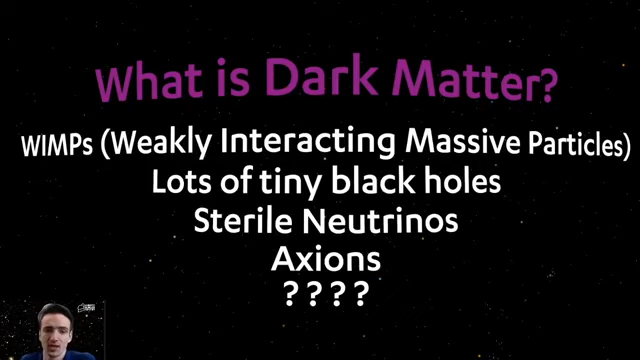 What is Dark Matter?
WIMPs (Weakly Interacting Massive Particles)
Lots of tiny black holes
Sterile Neutrinos
Axions
? ? ? ?